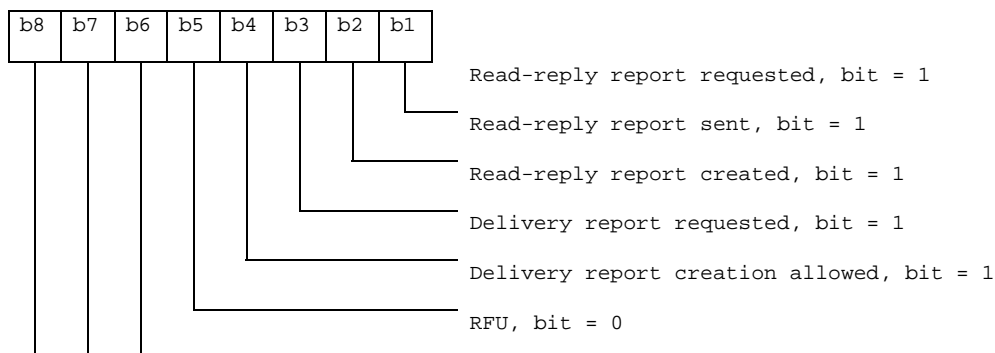 b8 b7 b6 b5 b4 b3 b2 b1
Read-reply report requested, bit = 1
Read-reply report sent, bit = 1
Read-reply report created, bit = 1
Delivery report requested, bit = 1
Delivery report creation allowed, bit = 1
RFU, bit = 0